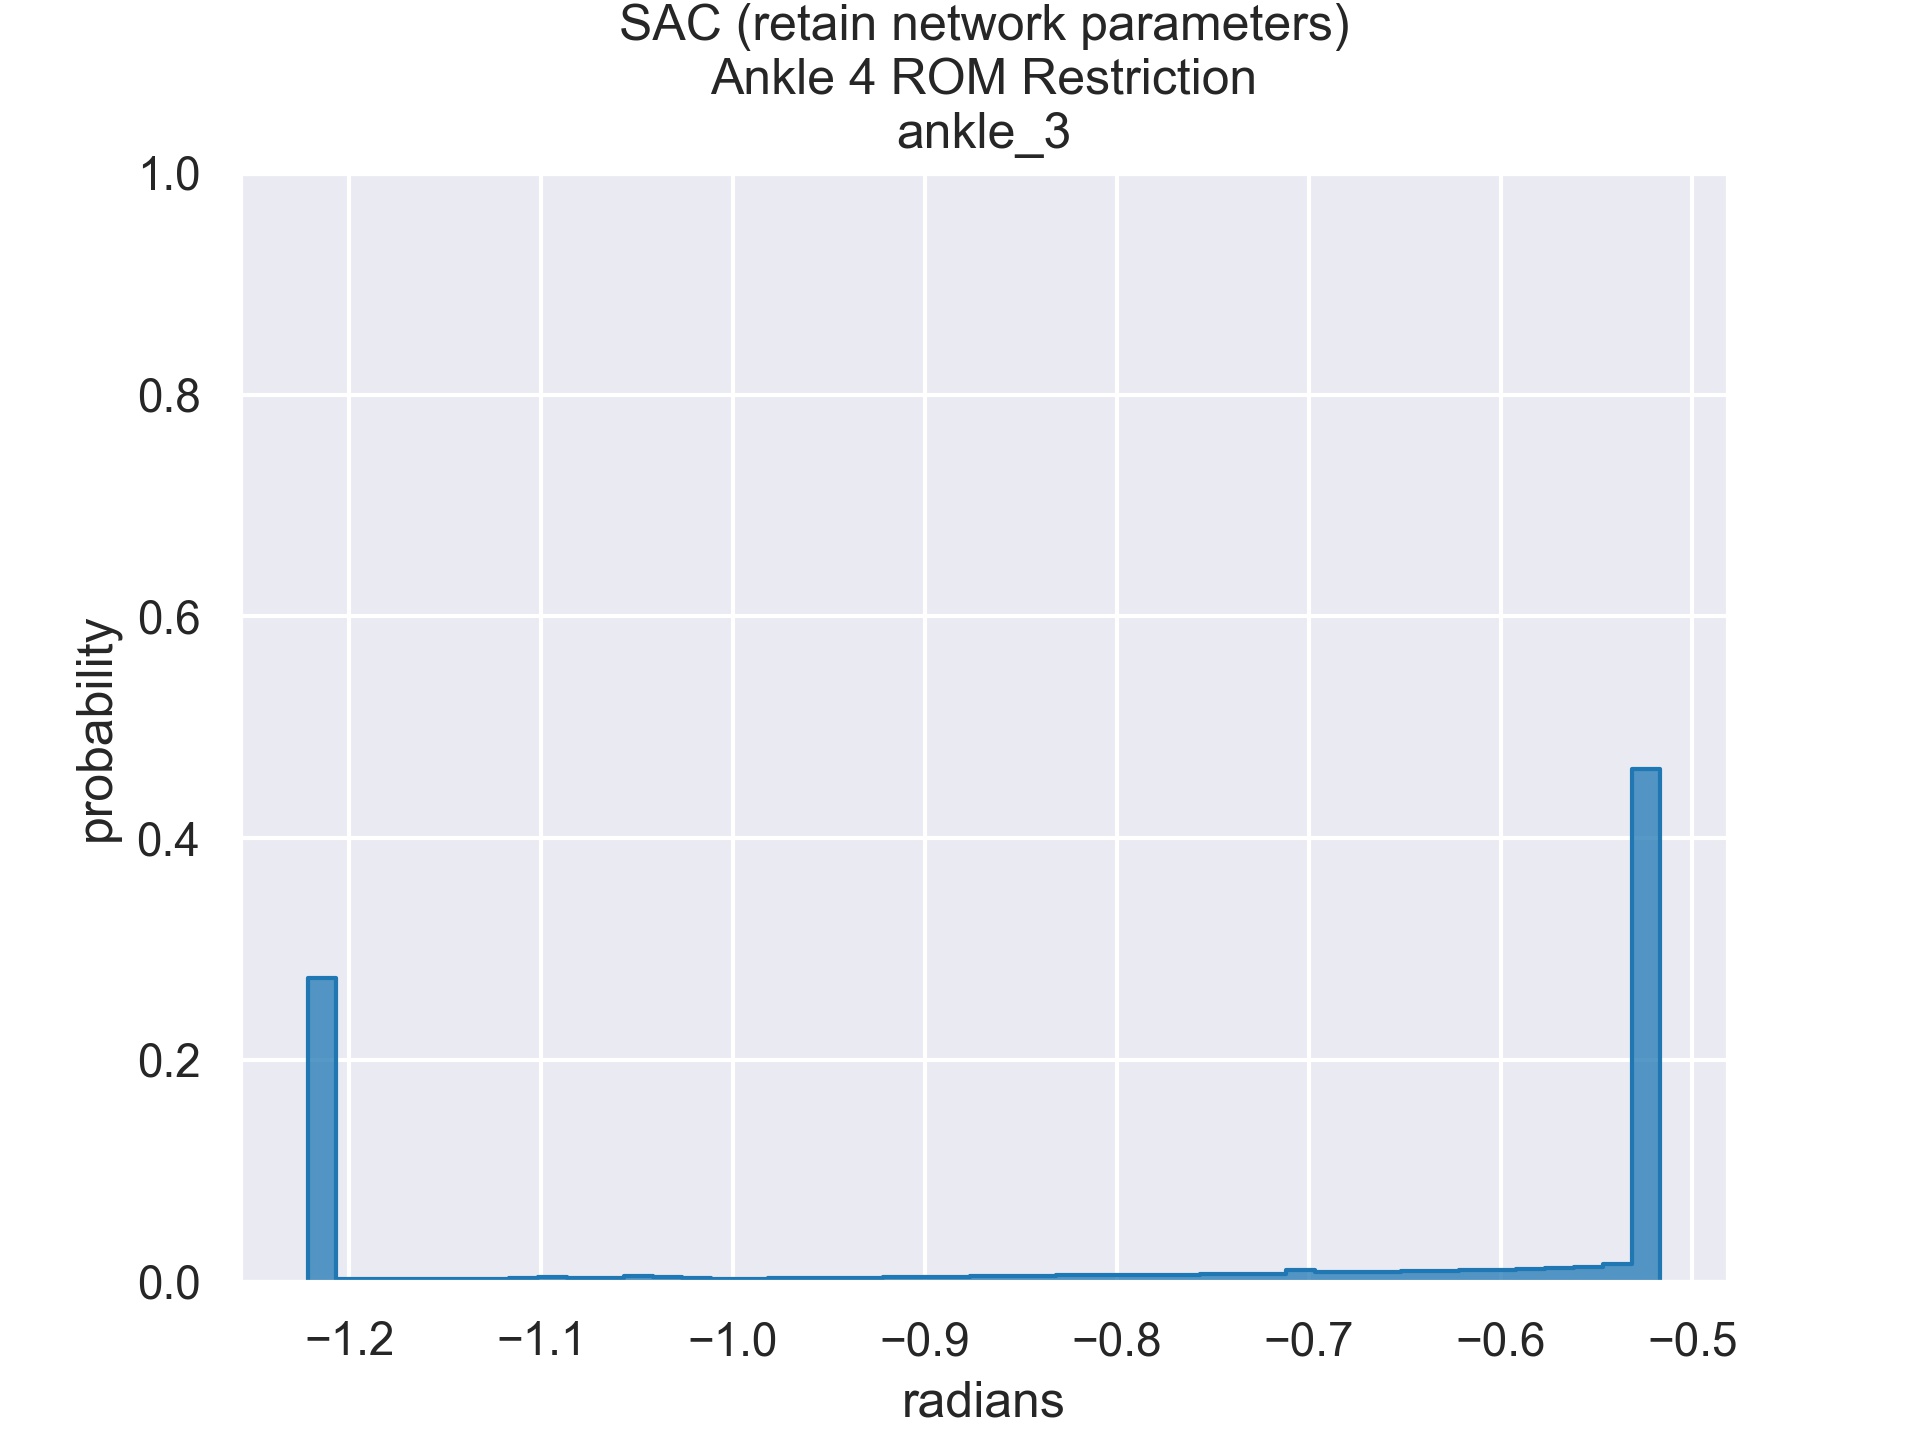 SAC (retain network parameters)
Ankle 4 ROM Restriction
ankle_3
1.0
0.8
0.6
0.4
0.2
0.0
probability
−1.2 −1.1 −1.0 −0.9 −0.8 −0.7 −0.6 −0.5
radians